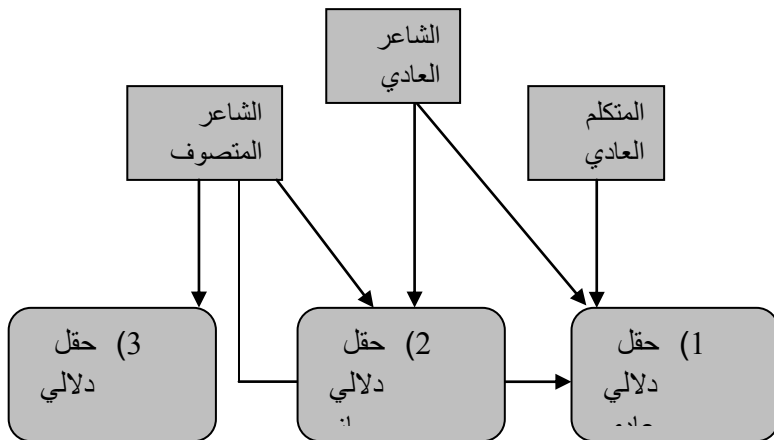 الشاعر
العادي
المتكلم
العادي
الشاعر
المتصوف
1) حقل
دلالي
2) حقل
دلالي
3) حقل
دلالي